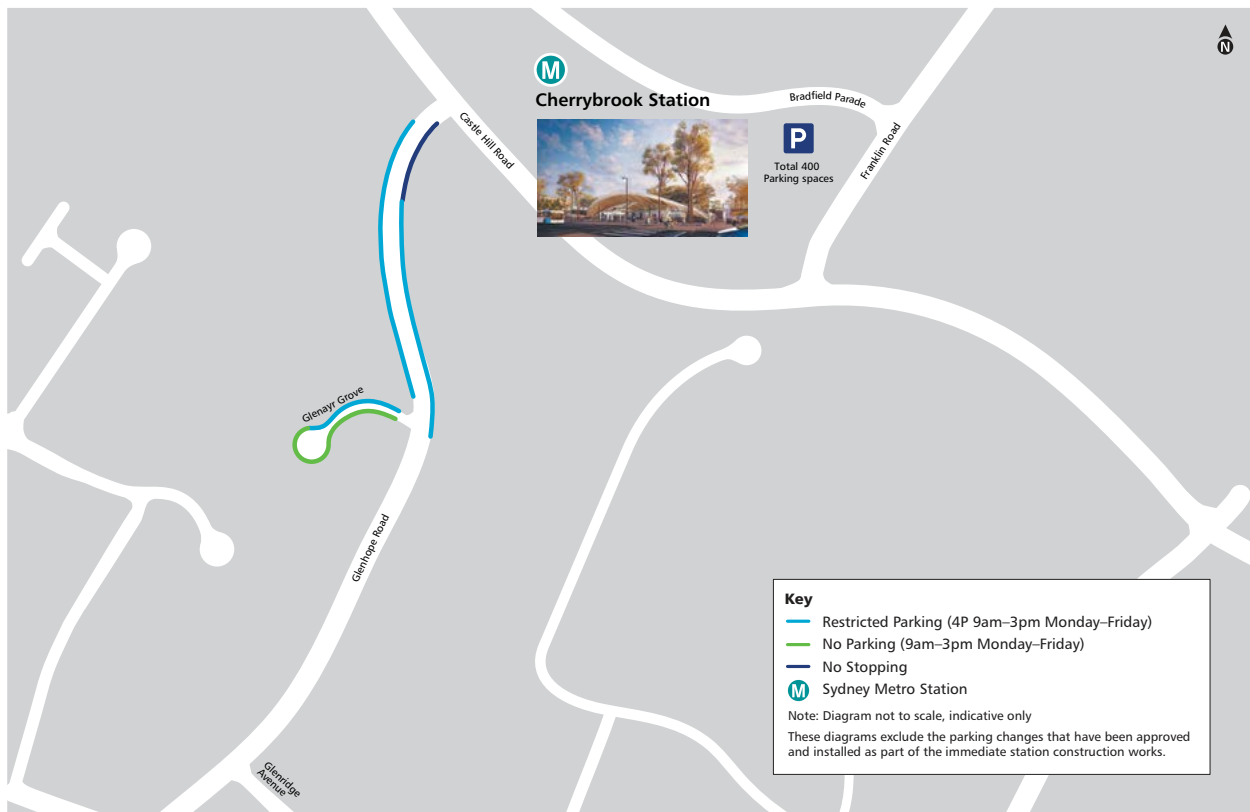 N
M
Cherrybrook Station
Bradfield Parade
P
Total 400
Parking spaces
Castle Hill Road
Franklin Road
Glenayr Grove
Glenhope Road
Glenridge
Avenue
Key
Restricted Parking (4P 9am–3pm Monday–Friday)
No Parking (9am–3pm Monday–Friday)
No Stopping
M Sydney Metro Station
Note: Diagram not to scale, indicative only
These diagrams exclude the parking changes that have been approved
and installed as part of the immediate station construction works.